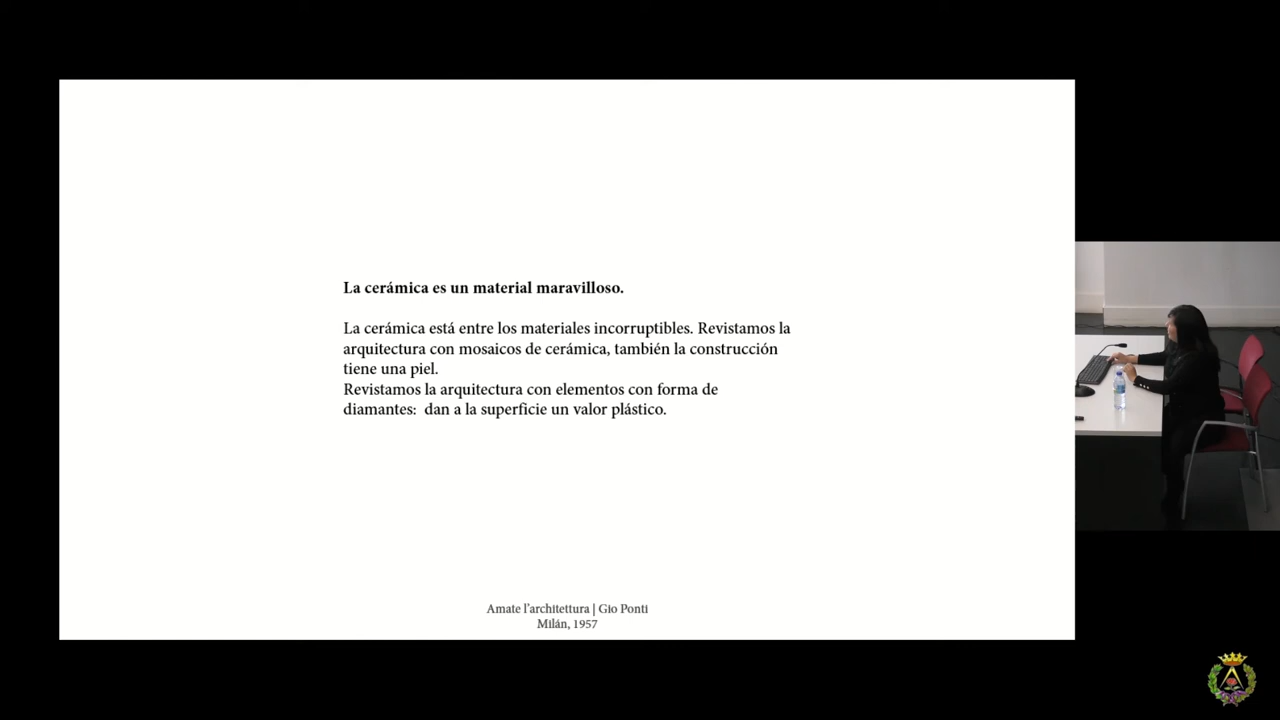 La cerámica es un material maravilloso.
La cerámica está entre los materiales incorruptibles. Revistamos la
arquitectura con mosaicos de cerámica, también la construcción
tiene una piel.
Revistamos la arquitectura con elementos con forma de
diamantes:  dan a la superficie un valor plástico.
Amate l'architettura | Gio Ponti
Milán, 1957